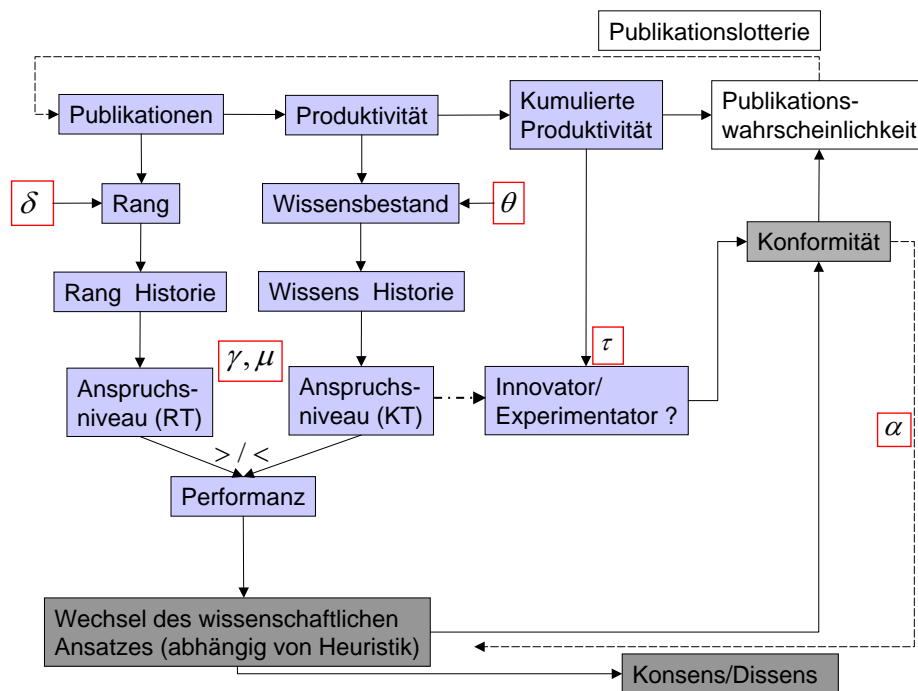 Publikationslotterie
Publikationen
Produktivität
Kumulierte
Produktivität
Publikations-
wahrscheinlichkeit
δ
Rang
Wissensbestand
θ
Konformität
Rang Historie
Wissens Historie
γ, μ
τ
Anspruchs-
niveau (RT)
Anspruchs-
niveau (KT)
Innovator/
Experimentator ?
α
> / <
Performanz
Wechsel des wissenschaftlichen
Ansatzes (abhängig von Heuristik)
Konsens/Dissens